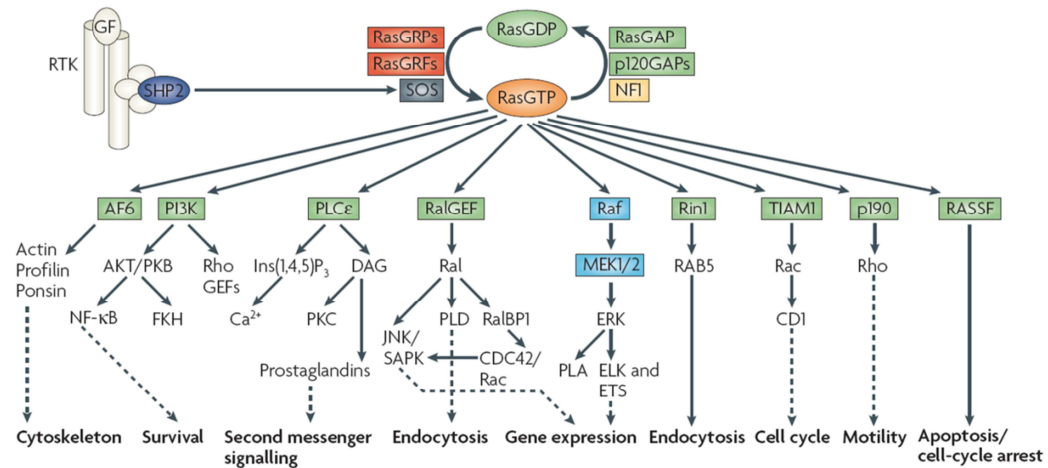 GF
RTK
SHP2
RasGRPs
RasGRFs
SOS
RasGDP
RasGTP
RasGAP
p120GAPs
NF1
AF6
PI3K
PLCε
RalGEF
Raf
Rin1
TIAM1
p190
RASSF
Actin
Profilin
Ponsin
AKT/PKB
Rho
GEFs
Ins(1,4,5)P3
DAG
Ral
MEK1/2
RAB5
Rac
Rho
NF-κB
FKH
Ca2+
PKC
JNK/
SAPK
PLD
RalBP1
ERK
CD1
Prostaglandins
CDC42/
Rac
PLA
ELK and
ETS
Cytoskeleton
Survival
Second messenger
signalling
Endocytosis
Gene expression
Endocytosis
Cell cycle
Motility
Apoptosis/
cell-cycle arrest